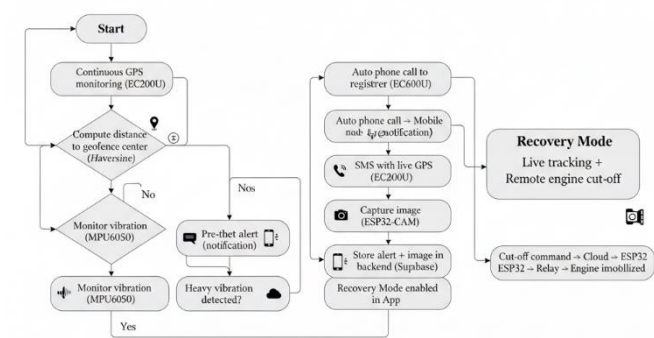 Start
Continuous GPS
monitoring (EC200U)
Compute distance
to geofence center
(Haversine)
No
Nos
Monitor vibration
(MPU6050)
Pre-thet alert
(notification)
Monitor vibration
(MPU6050)
Heavy vibration
detected?
Yes
Auto phone call to
registrer (EC600U)
Auto phone call → Mobile
SMS with live GPS
(EC200U)
Capture image
(ESP32-CAM)
Store alert + image in
backend (Supbase)
Recovery Mode enabled
in App
Recovery Mode
Live tracking +
Remote engine cut-off
Cut-off command → Cloud → ESP32
ESP32 → Relay → Engine imobllized